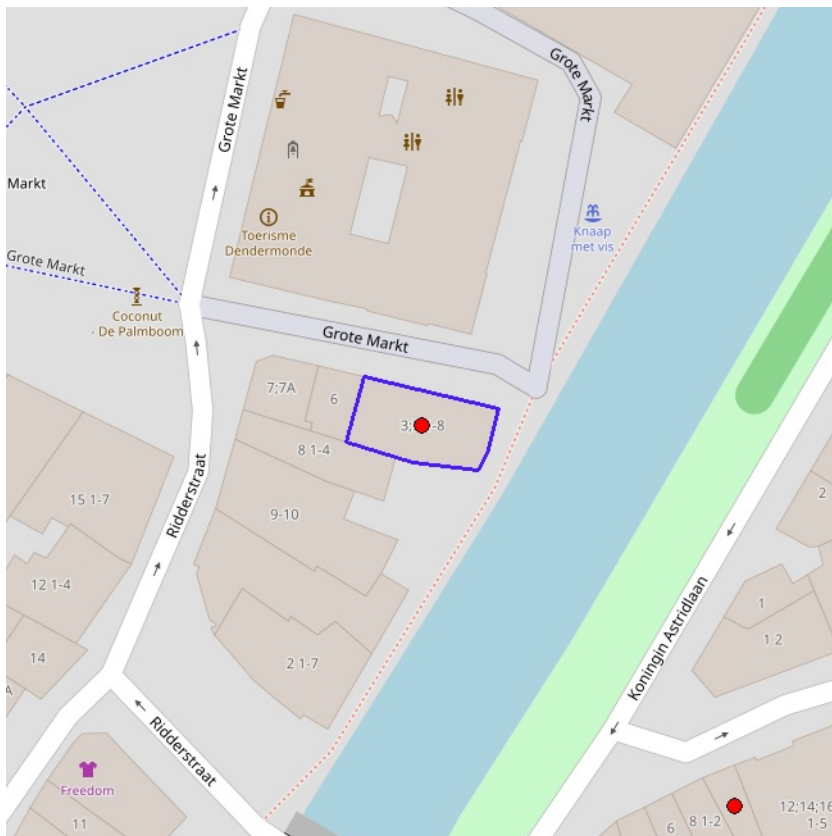 Grote Markt
Grote Markt
Markt
Toerisme
Dendermonde
Knaap
met vis
Grote Markt
Coconut
- De Palmboom
Grote Markt
7;7A
6
8 1-4
15 1-7
Ridderstraat
9-10
2
12 1-4
1
1 2
14
2 1-7
A
Koningin Astridlaan
Ridderstraat
Freedom
11
6
8 1-2
12;14;16
1-5